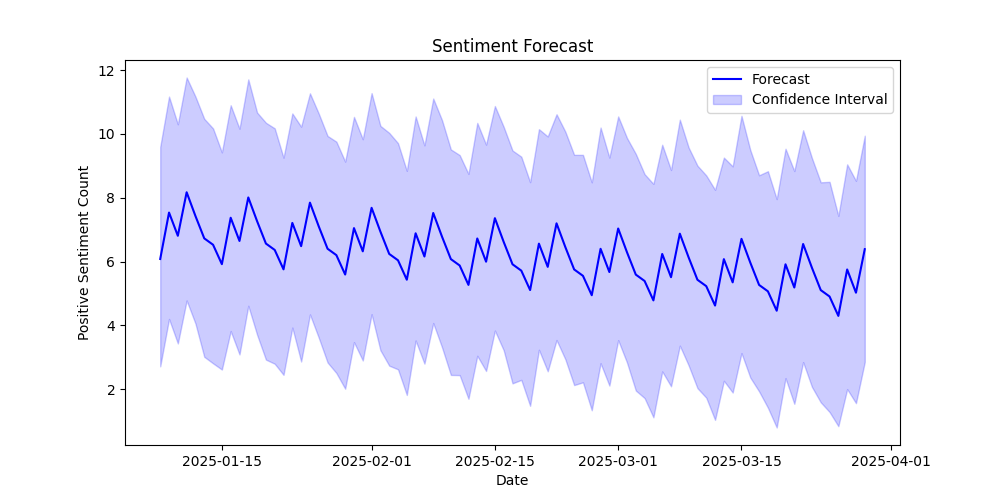 Sentiment Forecast
Forecast
Confidence Interval
Positive Sentiment Count
12
10
8
6
4
2
2025-01-15
2025-02-01
2025-02-15
2025-03-01
2025-03-15
2025-04-01
Date